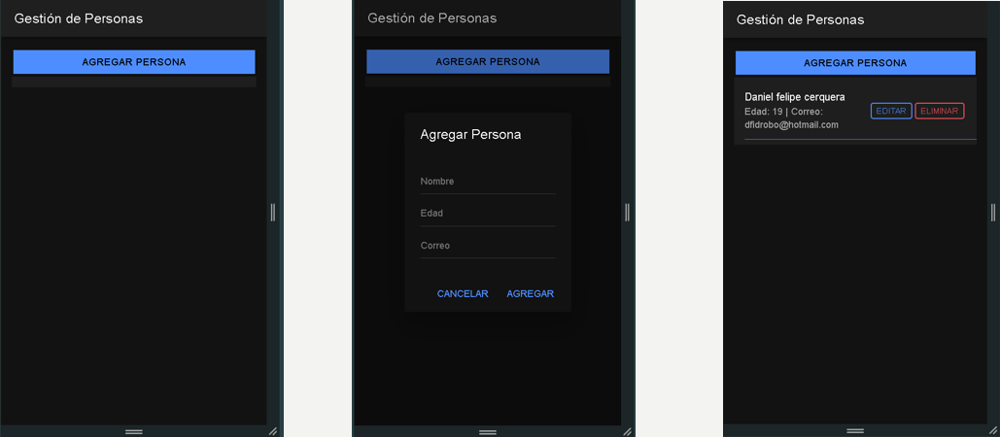 Gestión de Personas
AGREGAR PERSONA
Gestión de Personas
AGREGAR PERSONA
Agregar Persona
Nombre
Edad
Correo
CANCELAR AGREGAR
Gestión de Personas
AGREGAR PERSONA
Daniel felipe cerquera
Edad: 19 | Correo:
dfidrobo@hotmail.com
EDITAR ELIMINAR